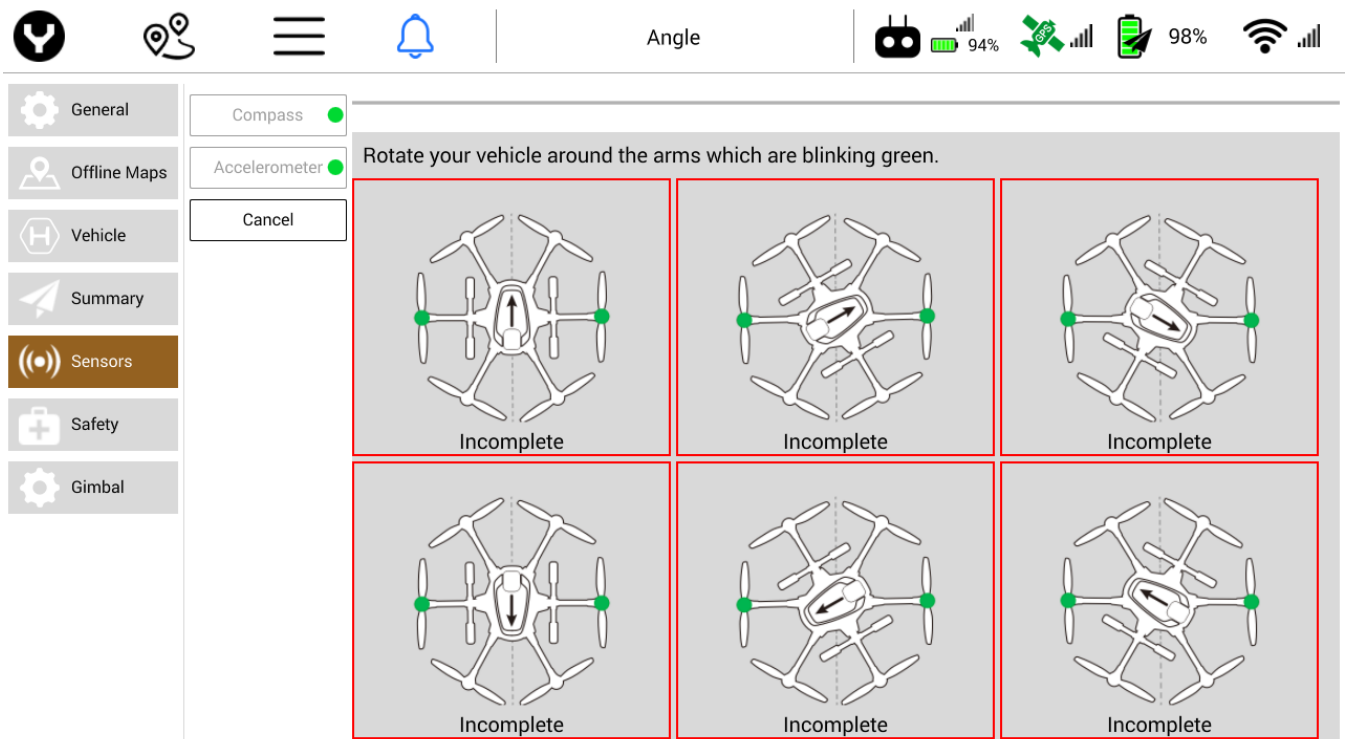 Angle
94%
GPS
98%
General
Offline Maps
Vehicle
Summary
Sensors
Safety
Gimbal
Compass
Accelerometer
Cancel
Rotate your vehicle around the arms which are blinking green.
Incomplete
Incomplete
Incomplete
Incomplete
Incomplete
Incomplete